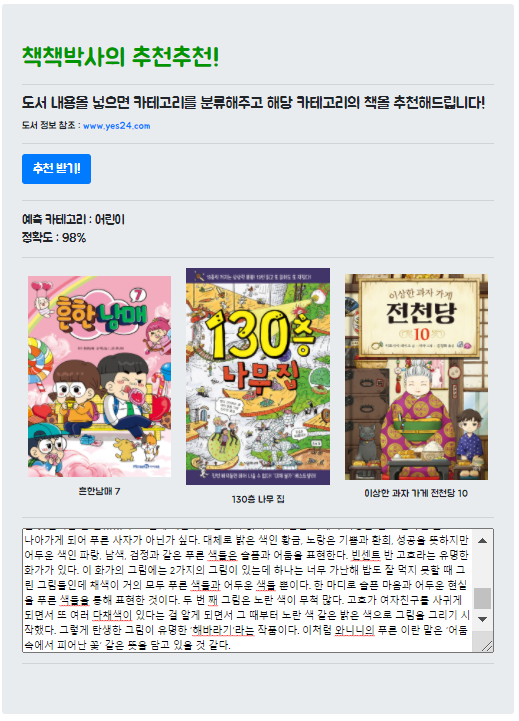 책책박사의 추천추천!
도서 내용을 넣으면 카테고리를 분류해주고 해당 카테고리의 책을 추천해드립니다!
도서 정보 참조 : www.yes24.com
추천 받기!
예측 카테고리 : 어린이
정확도 : 98%
흔한남매 7
130층 나무집
이상한 과자 가게
전천당
10
흔한남매 7
130층 나무 집
이상한 과자 가게 전천당 10
나아가게 되어 푸른 사자가 아닌가 싶다. 대체로 밝은 색인 황금, 노랑은 기쁨과 환희, 성공을 뜻하지만
어두운 색인 파랑, 남색, 검정과 같은 푸른 색들은 슬픔과 어둠을 표현한다. 빈센트 반 고흐라는 유명한
화가가 있다. 이 화가의 그림에는 2가지의 그림이 있는데 하나는 너무 가난해 밥도 잘 먹지 못할 때 그
린 그림들인데 채색이 거의 모두 푸른 색들과 어두운 색들 뿐이다. 한 마디로 슬픈 마음과 어두운 현실
을 푸른 색들을 통해 표현한 것이다. 두 번 째 그림은 노란 색이 무척 많다. 고흐가 여자친구를 사귀게
되면서 또 여러 다채색이 있다는 걸 알게 되면서 그 때부터 노란 색 같은 밝은 색으로 그림을 그리기 시
작했다. 그렇게 탄생한 그림이 유명한 '해바라기'라는 작품이다. 이처럼 와니니의 푸른 이란 말은 '어둠
속에서 피어난 꽃' 같은 뜻을 담고 있을 것 같다.